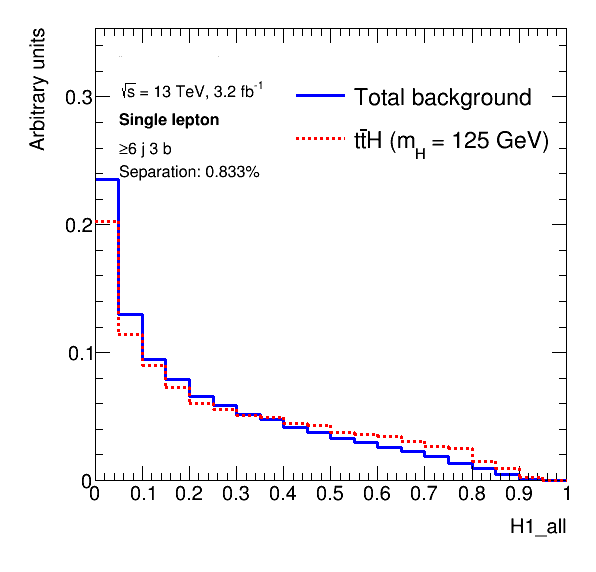 Arbitrary units
√s = 13 TeV, 3.2 fb⁻¹
Single lepton
≥6 j 3 b
Separation: 0.833%
Total background
tt̄H (m_H = 125 GeV)
0.3
0.2
0.1
0
0 0.1 0.2 0.3 0.4 0.5 0.6 0.7 0.8 0.9 1
H1_all